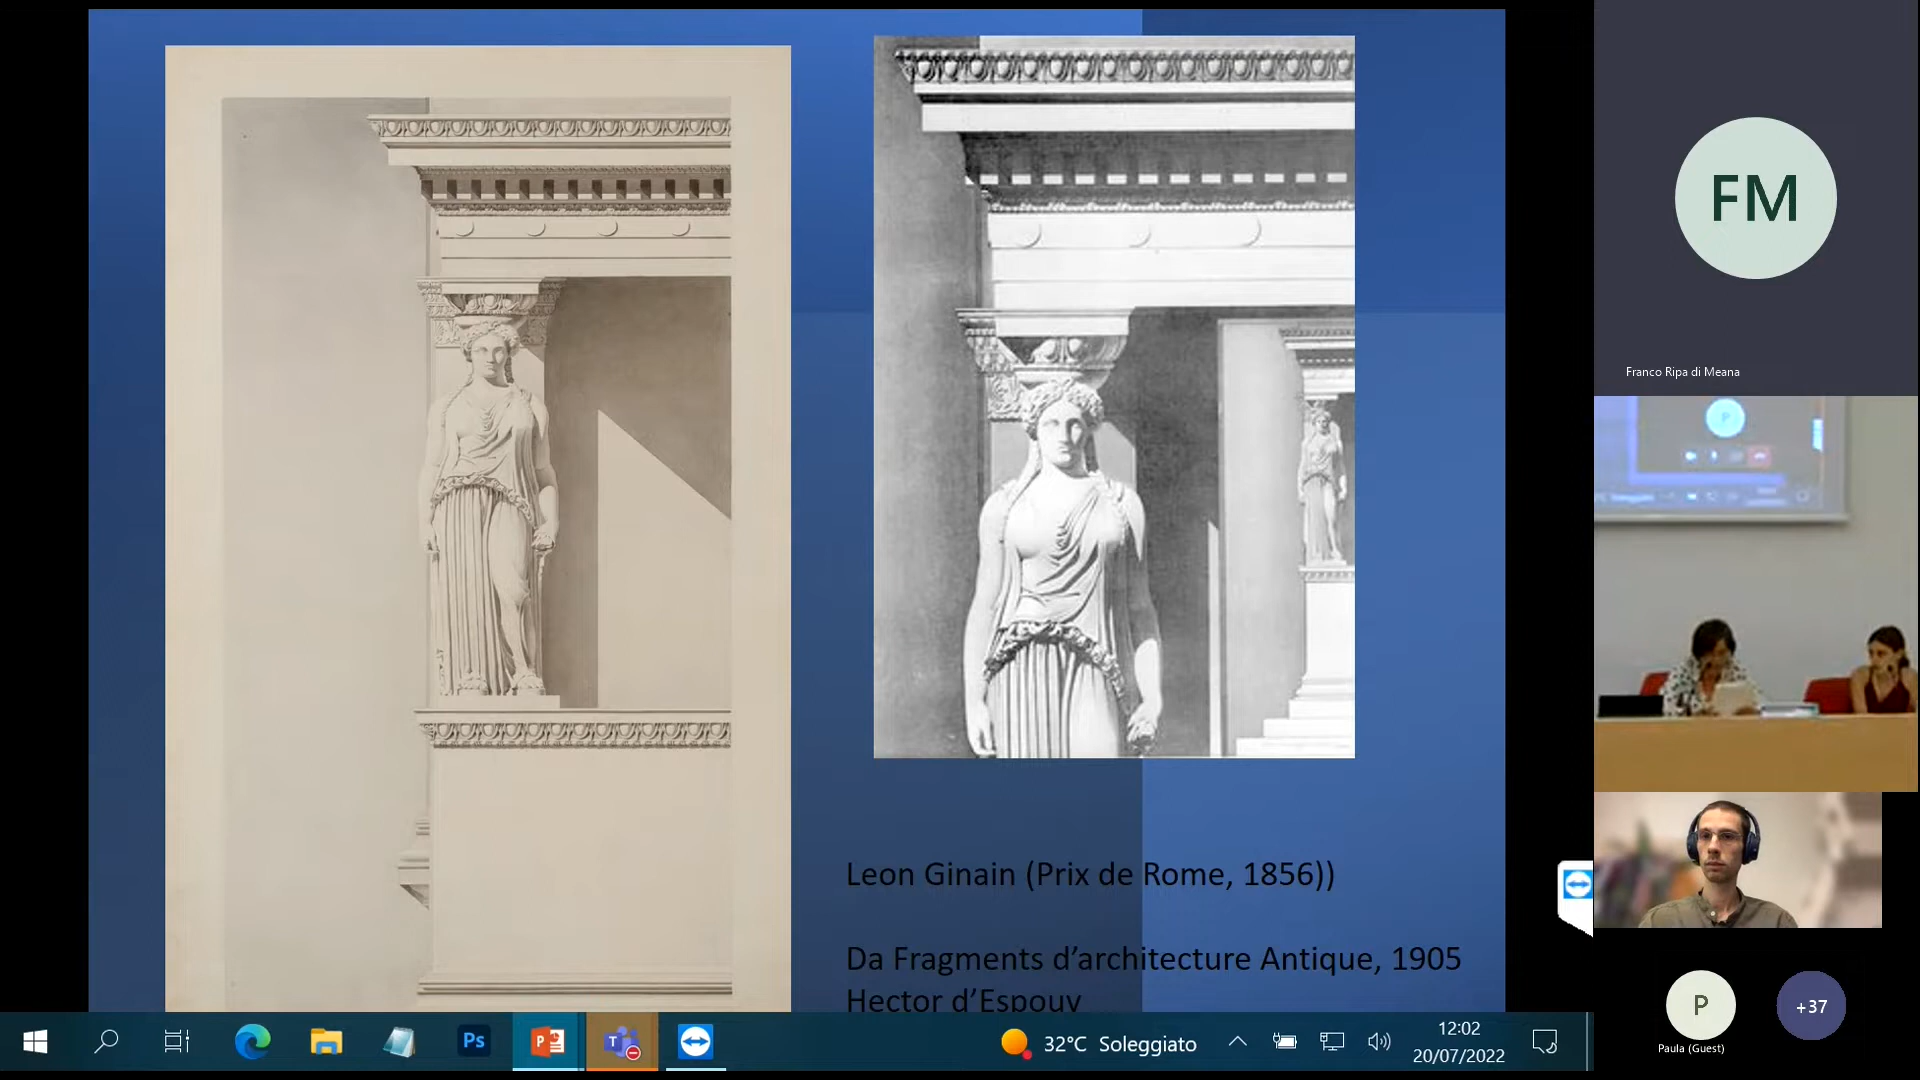 Leon Ginain (Prix de Rome, 1856))
Da Fragments d’architecture Antique, 1905
Hector d’Espouy
FM
Franco Ripa di Meana
P
P
Paula (Guest)
+37
Ps
P
T
32°C Soleggiato
12:02
20/07/2022